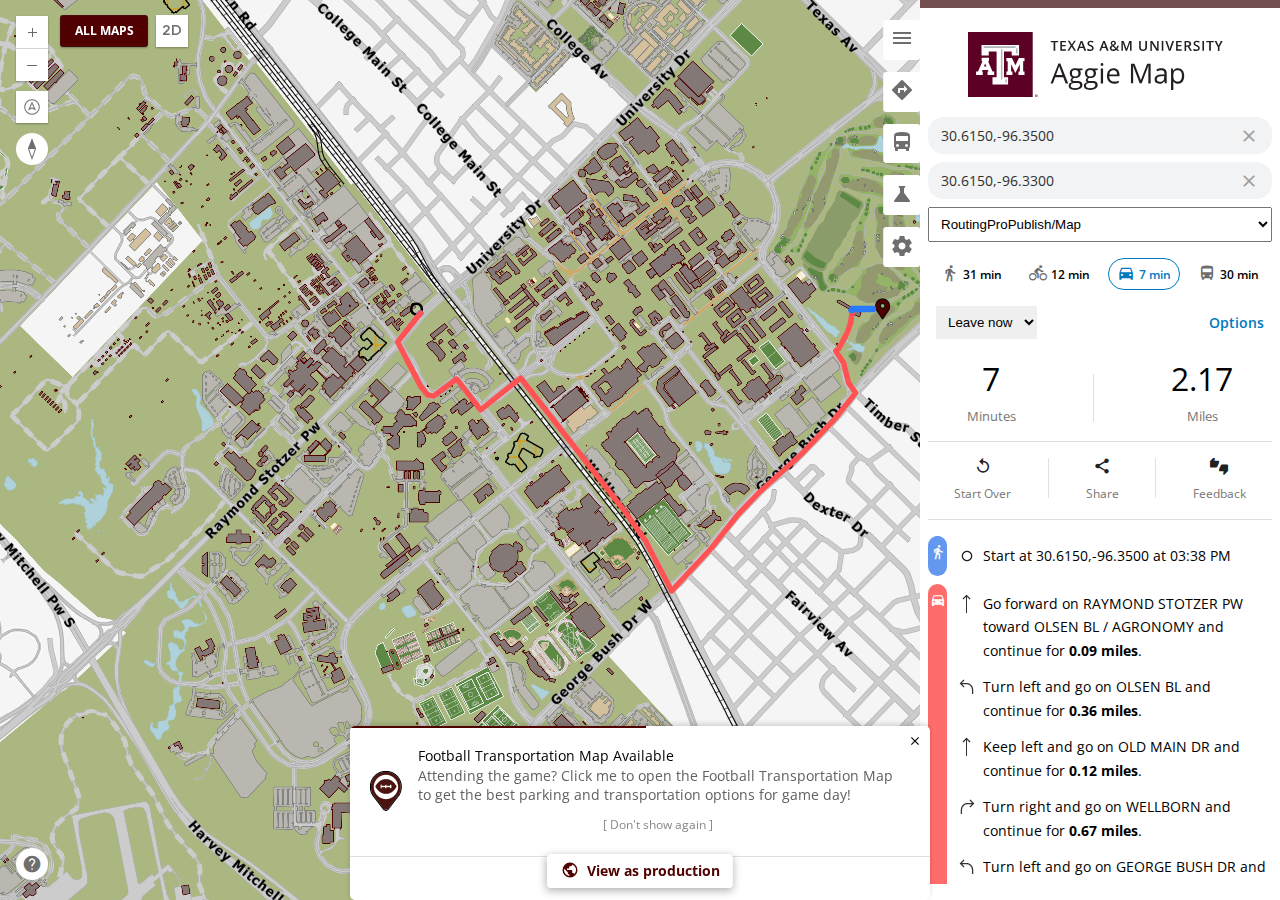 ALL MAPS
2D
n Rd
College Main St
College Av
Texas Av
University Dr
College Main St
University Dr
Raymond Stotzer Pw
y Mitchell Pw S
George Bush Dr
Timber S
Dexter Dr
Fairview Av
George Bush Dr W
Harvey Mitchell
TEXAS A&M UNIVERSITY
Aggie Map
30.6150,-96.3500
30.6150,-96.3300
RoutingProPublish/Map
31 min
12 min
7 min
30 min
Leave now
Options
7
2.17
Minutes
Miles
Start Over
Share
Feedback
Start at 30.6150,-96.3500 at 03:38 PM
Go forward on RAYMOND STOTZER PW
toward OLSEN BL / AGRONOMY and
continue for 0.09 miles.
Turn left and go on OLSEN BL and
continue for 0.36 miles.
Keep left and go on OLD MAIN DR and
continue for 0.12 miles.
Turn right and go on WELLBORN and
continue for 0.67 miles.
Turn left and go on GEORGE BUSH DR and
Football Transportation Map Available
Attending the game? Click me to open the Football Transportation Map
to get the best parking and transportation options for game day!
[ Don't show again ]
View as production